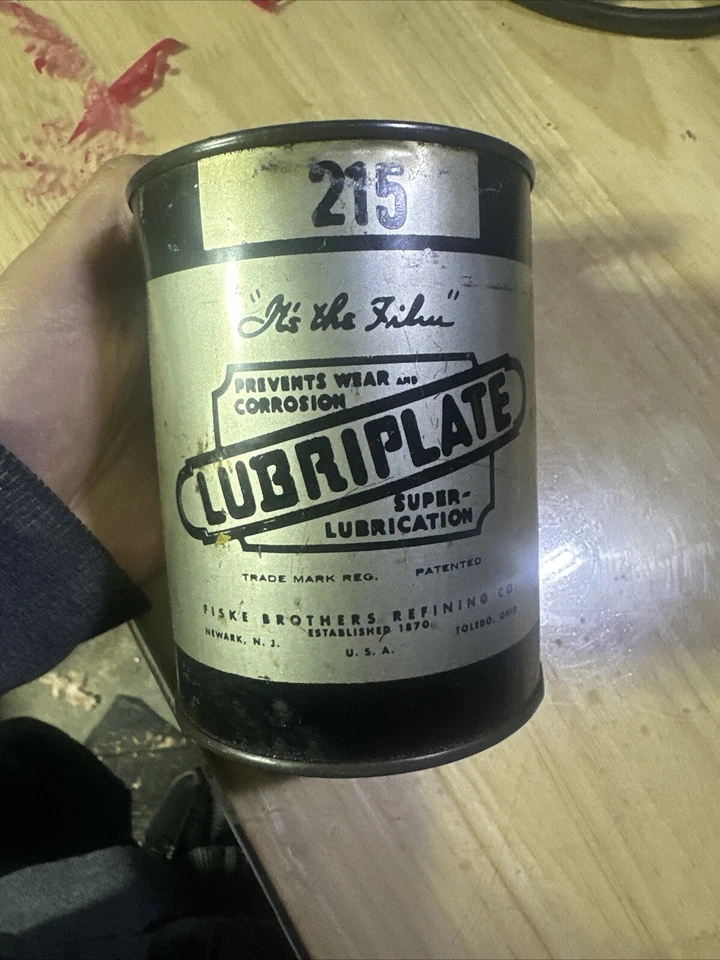 215
"It's the Film"
PREVENTS WEAR AND
CORROSION
LUBRIPLATE
SUPER-
LUBRICATION
TRADE MARK REG. PATENTED
FISKE BROTHERS REFINING CO.
NEWARK, N. J. ESTABLISHED 1870 TOLEDO, OHIO
U. S. A.